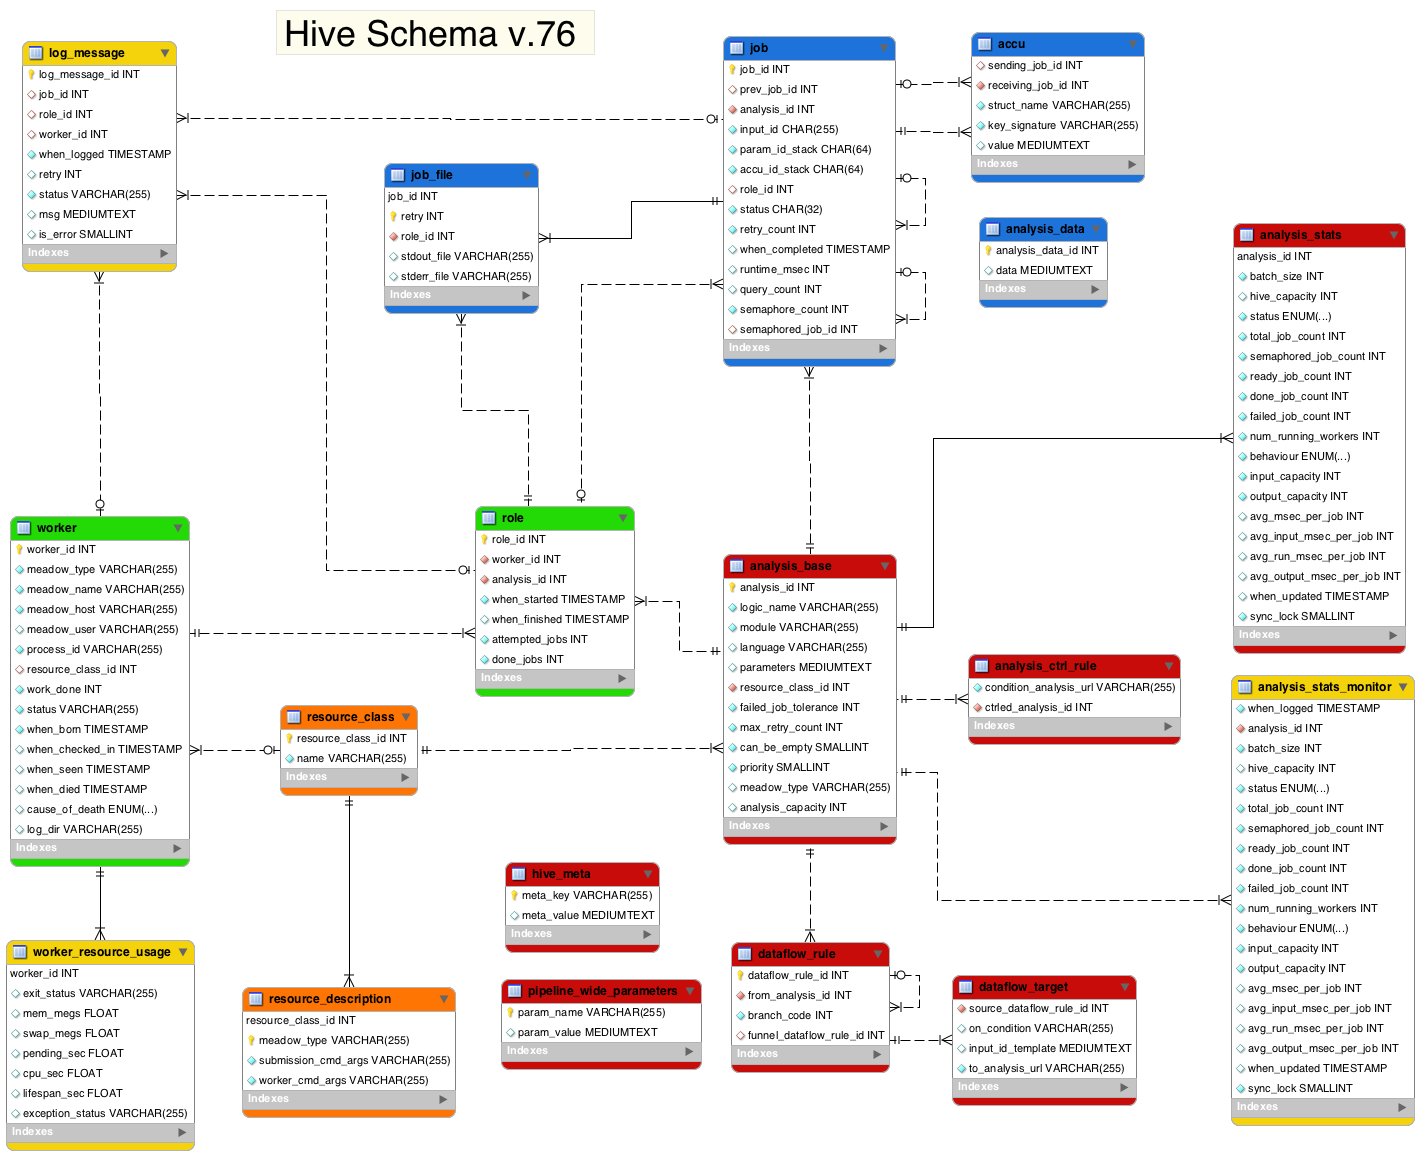 Hive Schema v.76
log_message
log_message_id INT
job_id INT
role_id INT
worker_id INT
when_logged TIMESTAMP
retry INT
status VARCHAR(255)
msg MEDIUMTEXT
is_error SMALLINT
Indexes
job_file
job_id INT
retry INT
role_id INT
stdout_file VARCHAR(255)
stderr_file VARCHAR(255)
Indexes
job
job_id INT
prev_job_id INT
analysis_id INT
input_id CHAR(255)
param_id_stack CHAR(64)
accu_id_stack CHAR(64)
role_id INT
status CHAR(32)
retry_count INT
when_completed TIMESTAMP
runtime_msec INT
query_count INT
semaphore_count INT
semaphored_job_id INT
Indexes
accu
sending_job_id INT
receiving_job_id INT
struct_name VARCHAR(255)
key_signature VARCHAR(255)
value MEDIUMTEXT
Indexes
analysis_data
analysis_data_id INT
data MEDIUMTEXT
Indexes
analysis_stats
analysis_id INT
batch_size INT
hive_capacity INT
status ENUM(...)
total_job_count INT
semaphored_job_count INT
ready_job_count INT
done_job_count INT
failed_job_count INT
num_running_workers INT
behaviour ENUM(...)
input_capacity INT
output_capacity INT
avg_msec_per_job INT
avg_input_msec_per_job INT
avg_run_msec_per_job INT
avg_output_msec_per_job INT
when_updated TIMESTAMP
sync_lock SMALLINT
Indexes
worker
worker_id INT
meadow_type VARCHAR(255)
meadow_name VARCHAR(255)
meadow_host VARCHAR(255)
meadow_user VARCHAR(255)
process_id VARCHAR(255)
resource_class_id INT
work_done INT
status VARCHAR(255)
when_born TIMESTAMP
when_checked_in TIMESTAMP
when_seen TIMESTAMP
when_died TIMESTAMP
cause_of_death ENUM(...)
log_dir VARCHAR(255)
Indexes
role
role_id INT
worker_id INT
analysis_id INT
when_started TIMESTAMP
when_finished TIMESTAMP
attempted_jobs INT
done_jobs INT
Indexes
analysis_base
analysis_id INT
logic_name VARCHAR(255)
module VARCHAR(255)
language VARCHAR(255)
parameters MEDIUMTEXT
resource_class_id INT
failed_job_tolerance INT
max_retry_count INT
can_be_empty SMALLINT
priority SMALLINT
meadow_type VARCHAR(255)
analysis_capacity INT
Indexes
analysis_ctrl_rule
condition_analysis_url VARCHAR(255)
ctrled_analysis_id INT
Indexes
analysis_stats_monitor
when_logged TIMESTAMP
analysis_id INT
batch_size INT
hive_capacity INT
status ENUM(...)
total_job_count INT
semaphored_job_count INT
ready_job_count INT
done_job_count INT
failed_job_count INT
num_running_workers INT
behaviour ENUM(...)
input_capacity INT
output_capacity INT
avg_msec_per_job INT
avg_input_msec_per_job INT
avg_run_msec_per_job INT
avg_output_msec_per_job INT
when_updated TIMESTAMP
sync_lock SMALLINT
Indexes
resource_class
resource_class_id INT
name VARCHAR(255)
Indexes
hive_meta
meta_key VARCHAR(255)
meta_value MEDIUMTEXT
Indexes
worker_resource_usage
worker_id INT
exit_status VARCHAR(255)
mem_megs FLOAT
swap_megs FLOAT
pending_sec FLOAT
cpu_sec FLOAT
lifespan_sec FLOAT
exception_status VARCHAR(255)
Indexes
resource_description
resource_class_id INT
meadow_type VARCHAR(255)
submission_cmd_args VARCHAR(255)
worker_cmd_args VARCHAR(255)
Indexes
pipeline_wide_parameters
param_name VARCHAR(255)
param_value MEDIUMTEXT
Indexes
dataflow_rule
dataflow_rule_id INT
from_analysis_id INT
branch_code INT
funnel_dataflow_rule_id INT
Indexes
dataflow_target
source_dataflow_rule_id INT
on_condition VARCHAR(255)
input_id_template MEDIUMTEXT
to_analysis_url VARCHAR(255)
Indexes